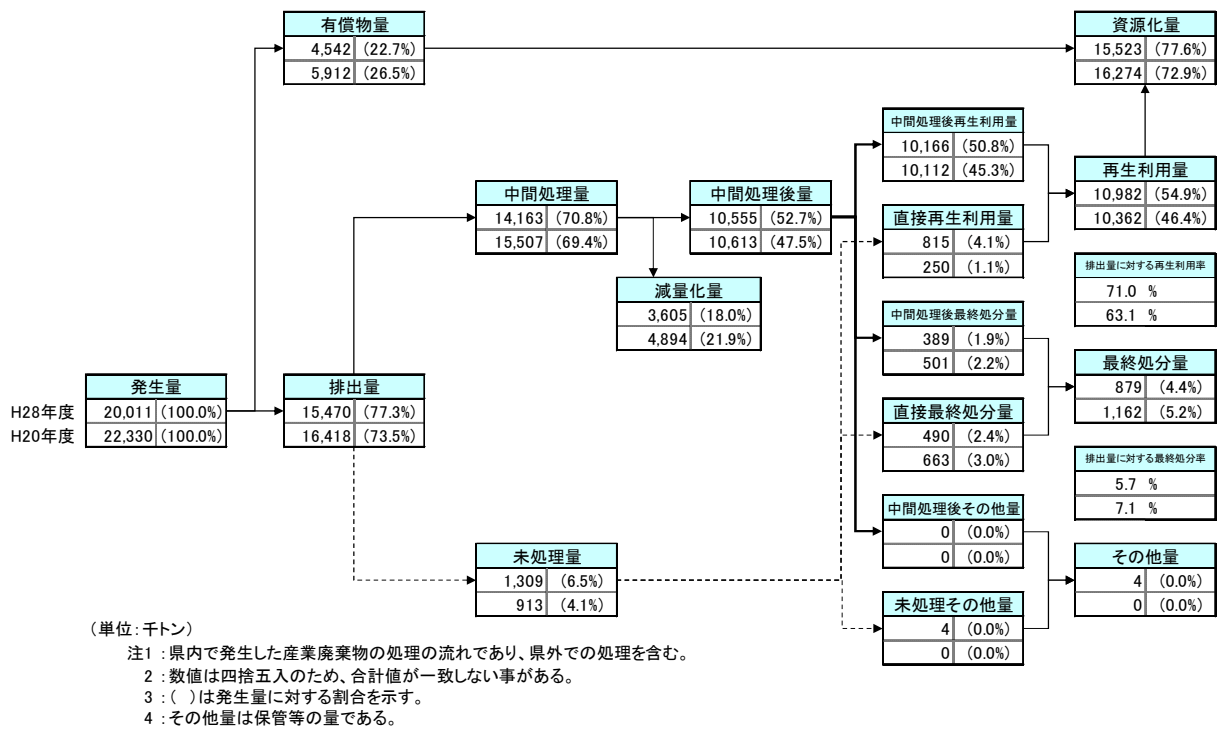 有償物量
4,542 (22.7%)
5,912 (26.5%)
資源化量
15,523 (77.6%)
16,274 (72.9%)
中間処理後再生利用量
10,166 (50.8%)
10,112 (45.3%)
再生利用量
10,982 (54.9%)
10,362 (46.4%)
中間処理量
14,163 (70.8%)
15,507 (69.4%)
中間処理後量
10,555 (52.7%)
10,613 (47.5%)
直接再生利用量
815 (4.1%)
250 (1.1%)
排出量に対する再生利用率
71.0 %
63.1 %
減量化量
3,605 (18.0%)
4,894 (21.9%)
中間処理後最終処分量
389 (1.9%)
501 (2.2%)
最終処分量
879 (4.4%)
1,162 (5.2%)
発生量
H28年度 20,011 (100.0%)
H20年度 22,330 (100.0%)
排出量
15,470 (77.3%)
16,418 (73.5%)
直接最終処分量
490 (2.4%)
663 (3.0%)
排出量に対する最終処分率
5.7 %
7.1 %
中間処理後その他量
0 (0.0%)
0 (0.0%)
未処理量
1,309 (6.5%)
913 (4.1%)
その他量
4 (0.0%)
0 (0.0%)
未処理その他量
4 (0.0%)
0 (0.0%)
（単位：千トン）
注1 ：県内で発生した産業廃棄物の処理の流れであり、県外での処理を含む。
2 ：数値は四捨五入のため、合計値が一致しない事がある。
3 ：（　）は発生量に対する割合を示す。
4 ：その他量は保管等の量である。